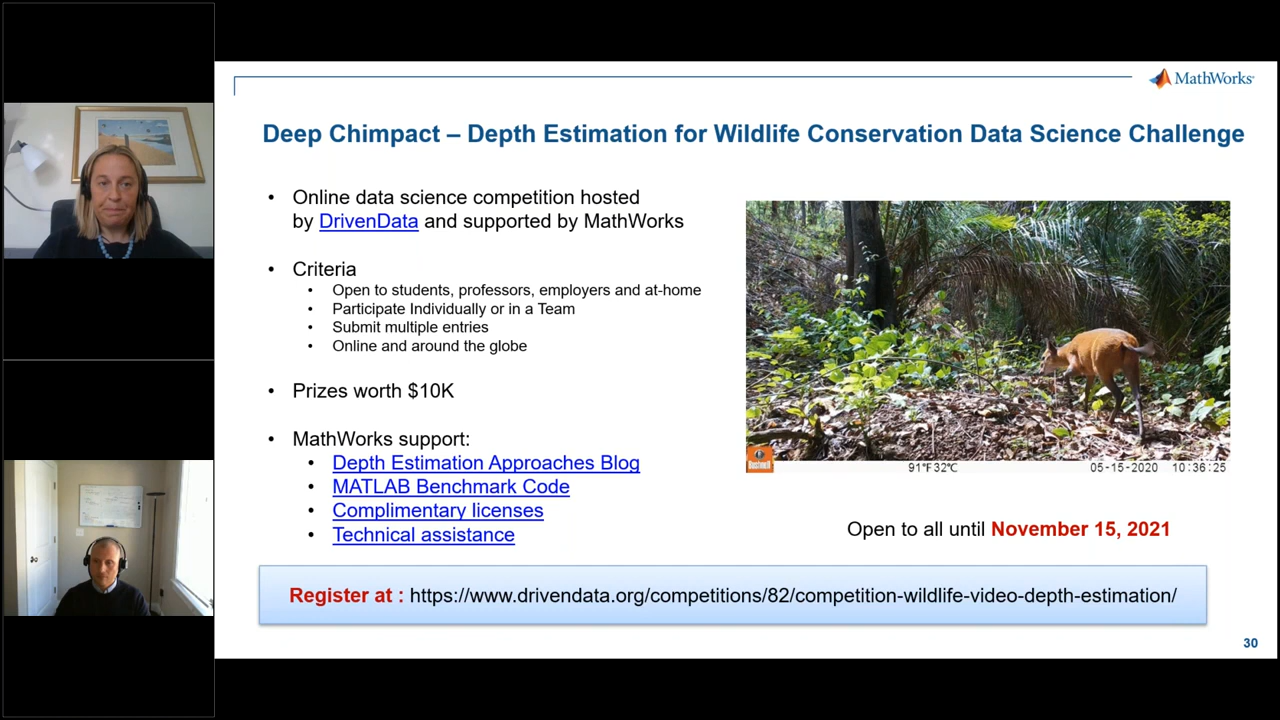 MathWorks
Deep Chimpact – Depth Estimation for Wildlife Conservation Data Science Challenge
• Online data science competition hosted
by DrivenData and supported by MathWorks
• Criteria
• Open to students, professors, employers and at-home
• Participate Individually or in a Team
• Submit multiple entries
• Online and around the globe
• Prizes worth $10K
• MathWorks support:
• Depth Estimation Approaches Blog
• MATLAB Benchmark Code
• Complimentary licenses
• Technical assistance
Bushnell
91°F32°C 05-15-2020 10:36:25
Open to all until November 15, 2021
Register at : https://www.drivendata.org/competitions/82/competition-wildlife-video-depth-estimation/
30